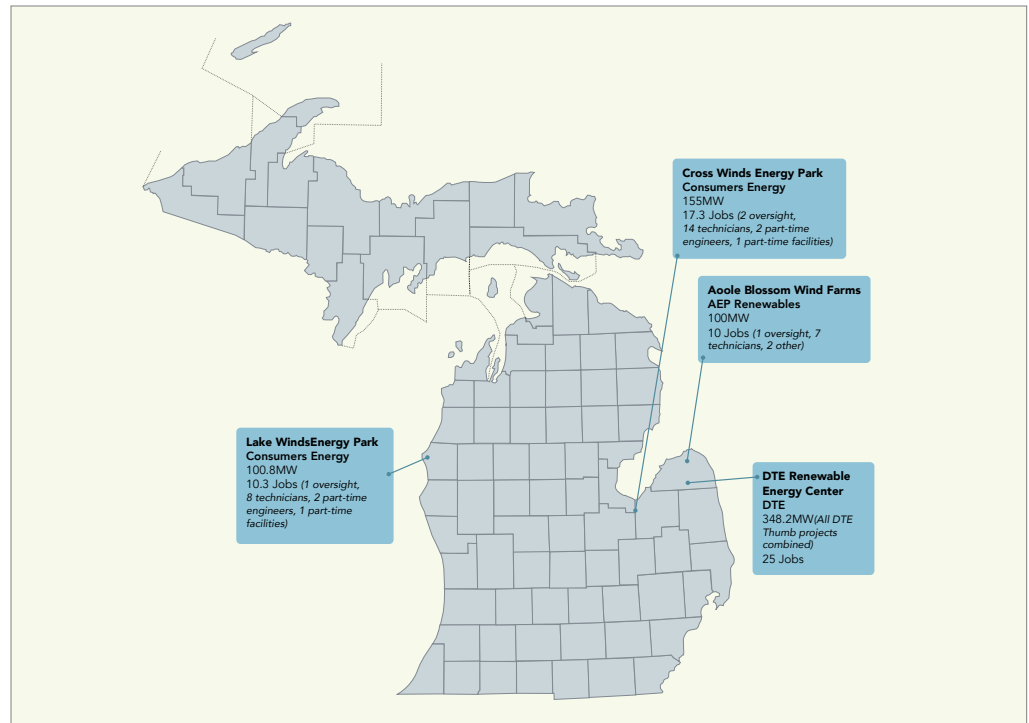 Cross Winds Energy Park
Consumers Energy
155MW
17.3 Jobs (2 oversight,
14 technicians, 2 part-time
engineers, 1 part-time facilities)
Aoole Blossom Wind Farms
AEP Renewables
100MW
10 Jobs (1 oversight, 7
technicians, 2 other)
Lake WindsEnergy Park
Consumers Energy
100.8MW
10.3 Jobs (1 oversight,
8 technicians, 2 part-time
engineers, 1 part-time
facilities)
DTE Renewable
Energy Center
DTE
348.2MW(All DTE
Thumb projects
combined)
25 Jobs